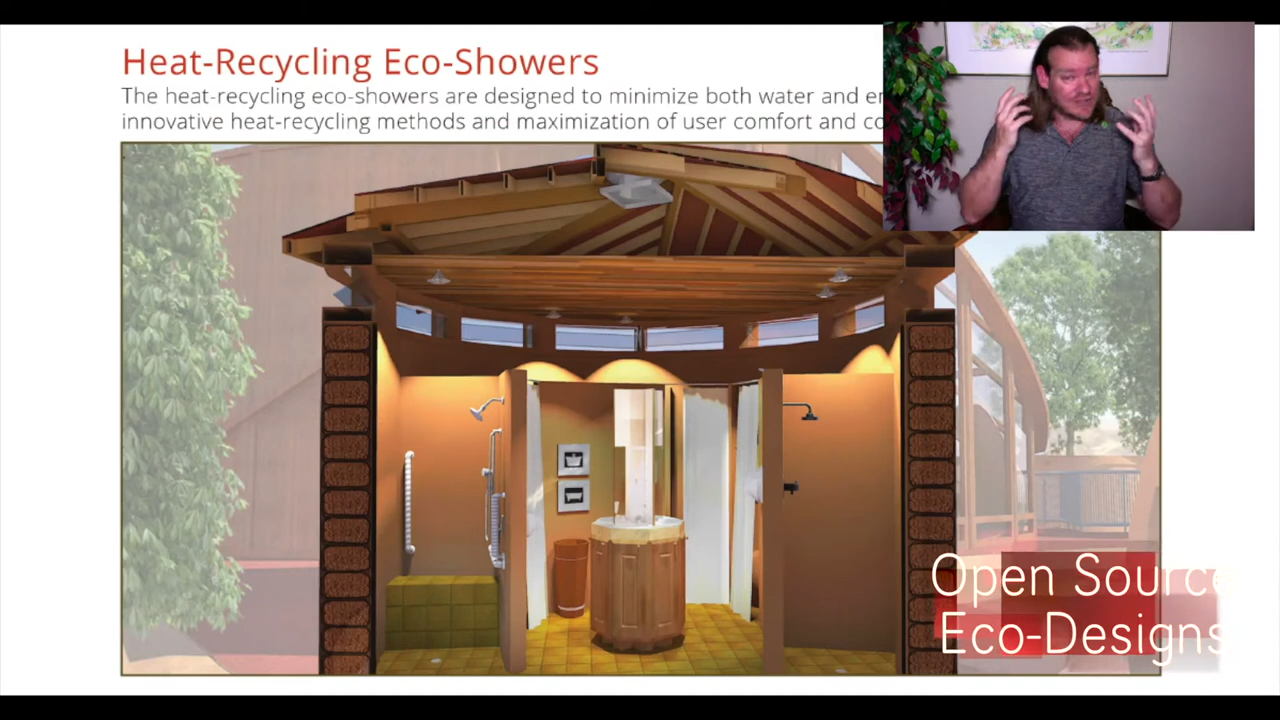 Heat-Recycling Eco-Showers
The heat-recycling eco-showers are designed to minimize both water and
innovative heat-recycling methods and maximization of user comfort and
Open Source
Eco-Designs